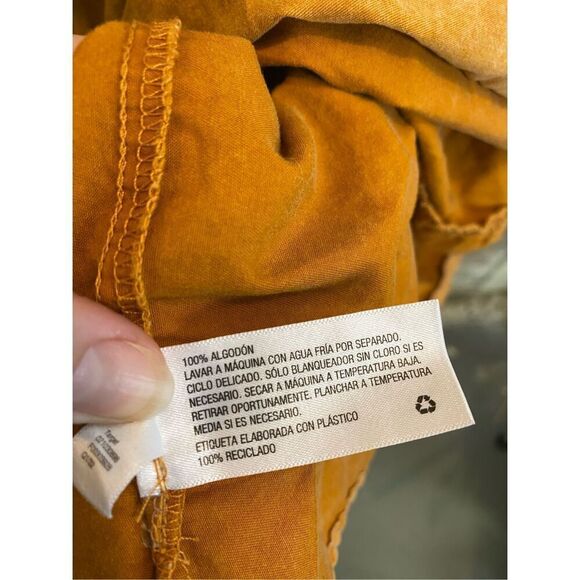 100% ALGODÓN
LAVAR A MÁQUINA CON AGUA FRÍA POR SEPARADO.
CICLO DELICADO. SÓLO BLANQUEADOR SIN CLORO SI ES
NECESARIO. SECAR A MÁQUINA A TEMPERATURA BAJA.
RETIRAR OPORTUNAMENTE. PLANCHAR A TEMPERATURA
MEDIA SI ES NECESARIO.
ETIQUETA ELABORADA CON PLÁSTICO
100% RECICLADO
Target